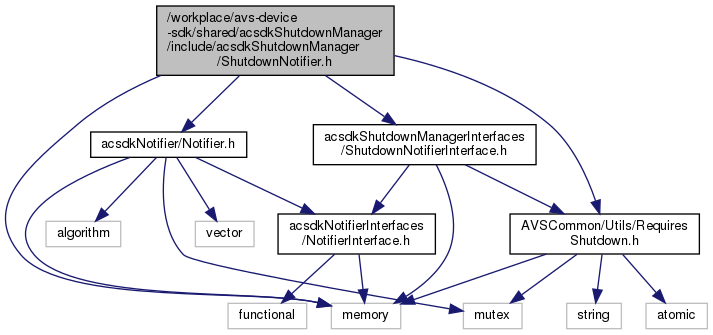 /workplace/avs-device
-sdk/shared/acsdkShutdownManager
/include/acsdkShutdownManager
/ShutdownNotifier.h
acsdkNotifier/Notifier.h
acsdkShutdownManagerInterfaces
/ShutdownNotifierInterface.h
algorithm
vector
acsdkNotifierInterfaces
/NotifierInterface.h
AVSCommon/Utils/Requires
Shutdown.h
functional
memory
mutex
string
atomic